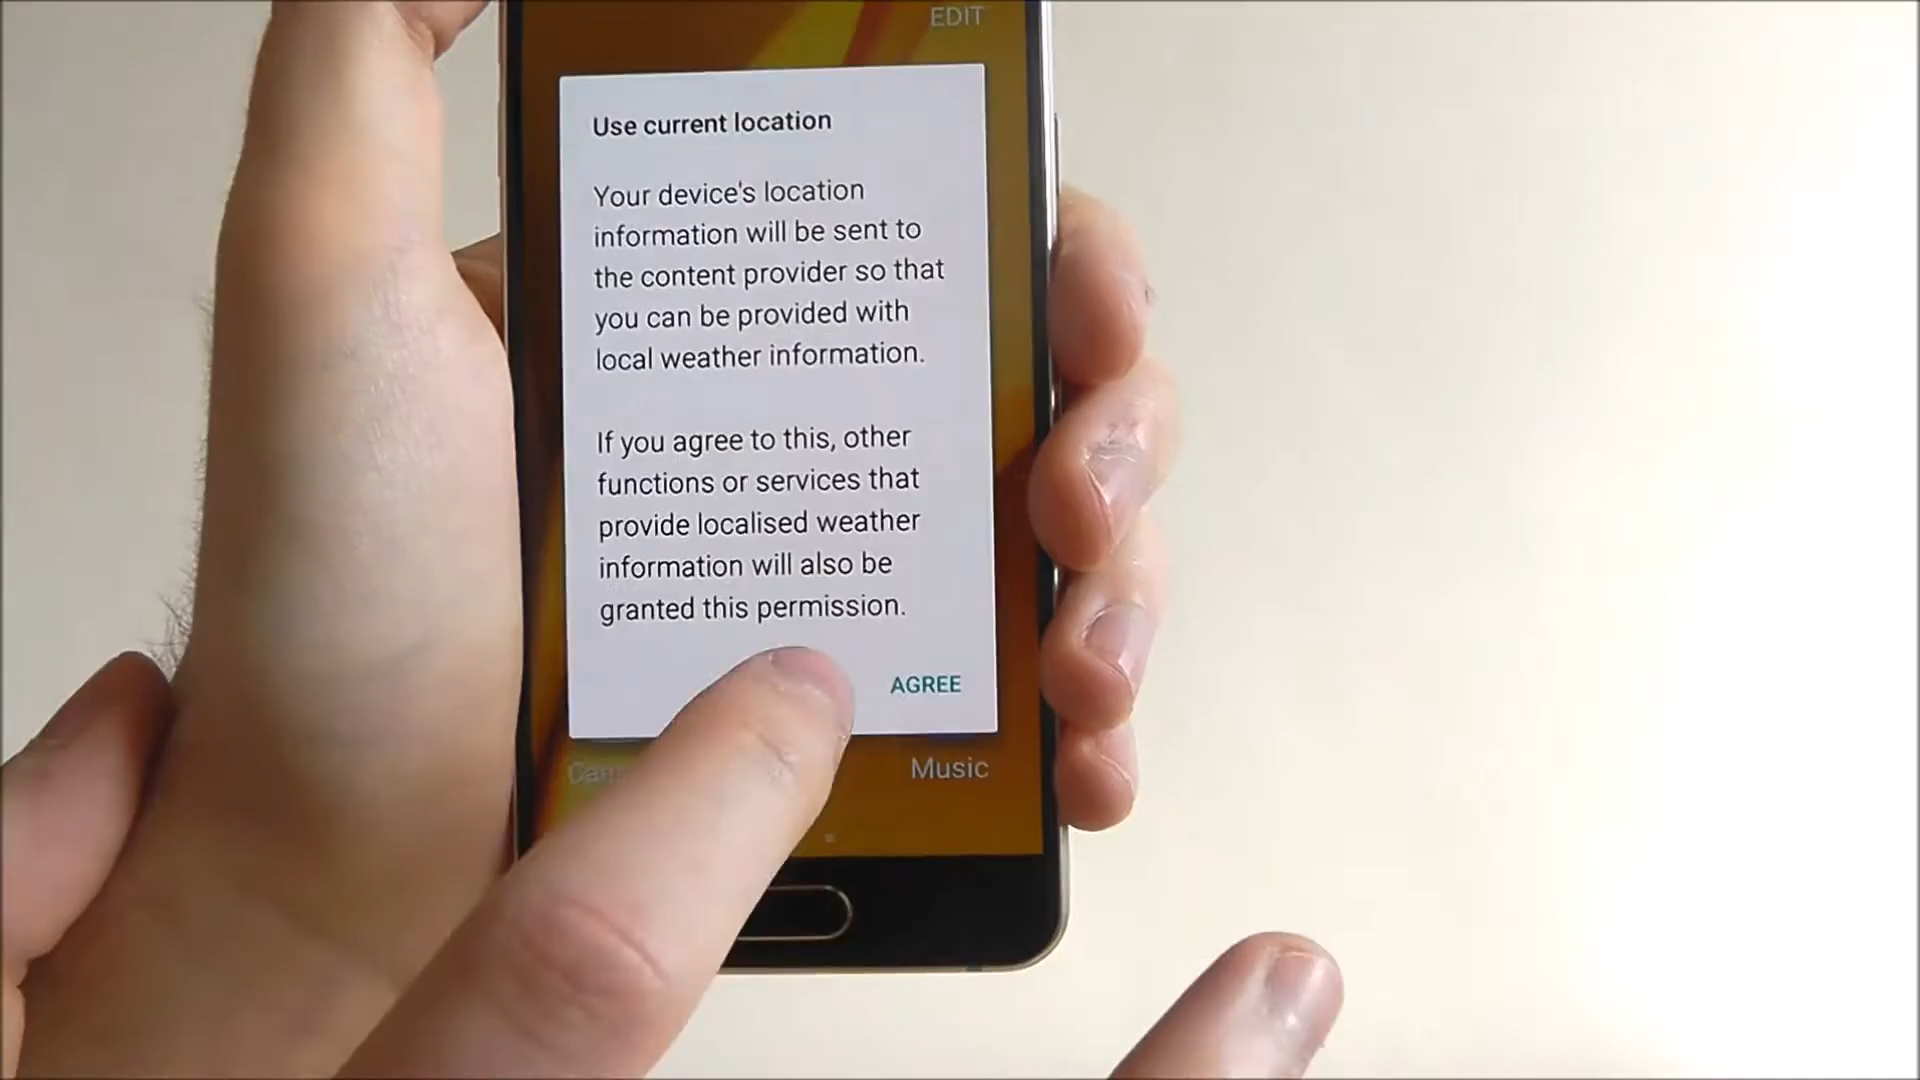 EDIT
Use current location
Your device's location
information will be sent to
the content provider so that
you can be provided with
local weather information.
If you agree to this, other
functions or services that
provide localised weather
information will also be
granted this permission.
AGREE
Music